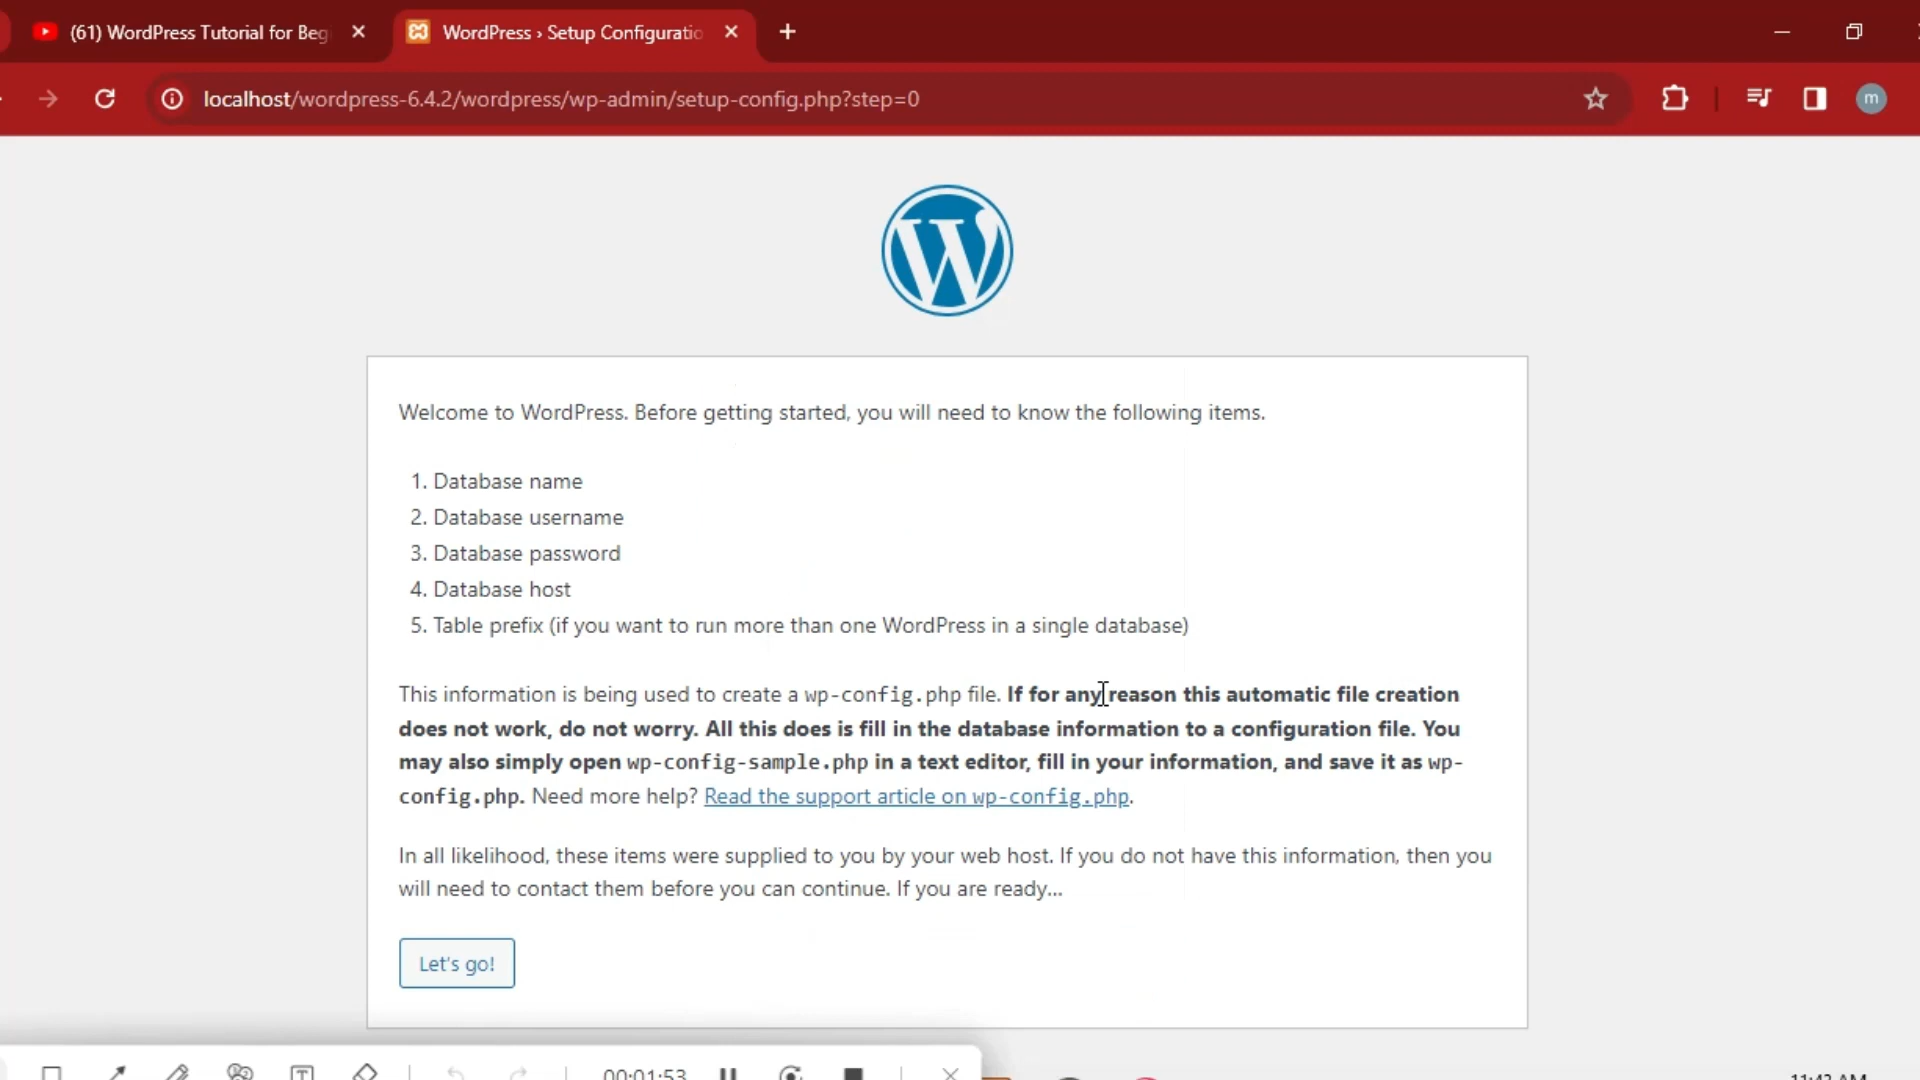 (61) WordPress Tutorial for Beg
WordPress › Setup Configuratio
localhost/wordpress-6.4.2/wordpress/wp-admin/setup-config.php?step=0
m
W
Welcome to WordPress. Before getting started, you will need to know the following items.
1. Database name
2. Database username
3. Database password
4. Database host
5. Table prefix (if you want to run more than one WordPress in a single database)
This information is being used to create a wp-config.php file. If for any reason this automatic file creation
does not work, do not worry. All this does is fill in the database information to a configuration file. You
may also simply open wp-config-sample.php in a text editor, fill in your information, and save it as wp-
config.php. Need more help? Read the support article on wp-config.php.
In all likelihood, these items were supplied to you by your web host. If you do not have this information, then you
will need to contact them before you can continue. If you are ready...
Let's go!
00:01:53
11:42 AM